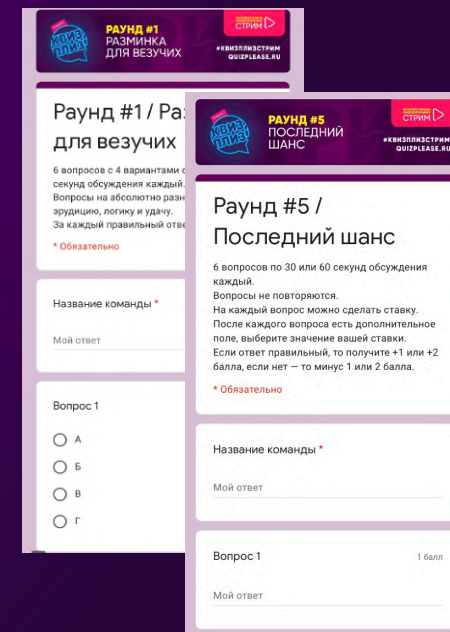 КВИЗ
ПЛИЗ!
РАУНД #1
РАЗМИНКА
ДЛЯ ВЕЗУЧИХ
СТРИМ
#КВИЗПЛИЗСТРИМ
QUIZPLEASE.RU
Раунд #1 / Ра
для везучих
6 вопросов с 4 вариантами
секунд обсуждения каждый.
Вопросы на абсолютно разн
эрудицию, логику и удачу.
За каждый правильный отве
* Обязательно
Название команды *
Мой ответ
Вопрос 1
А
Б
В
Г
КВИЗ
ПЛИЗ!
РАУНД #5
ПОСЛЕДНИЙ
ШАНС
СТРИМ
#КВИЗПЛИЗСТРИМ
QUIZPLEASE.RU
Раунд #5 /
Последний шанс
6 вопросов по 30 или 60 секунд обсуждения
каждый.
Вопросы не повторяются.
На каждый вопрос можно сделать ставку.
После каждого вопроса есть дополнительное
поле, выберите значение вашей ставки.
Если ответ правильный, то получите +1 или +2
балла, если нет — то минус 1 или 2 балла.
* Обязательно
Название команды *
Мой ответ
Вопрос 1
1 балл
Мой ответ